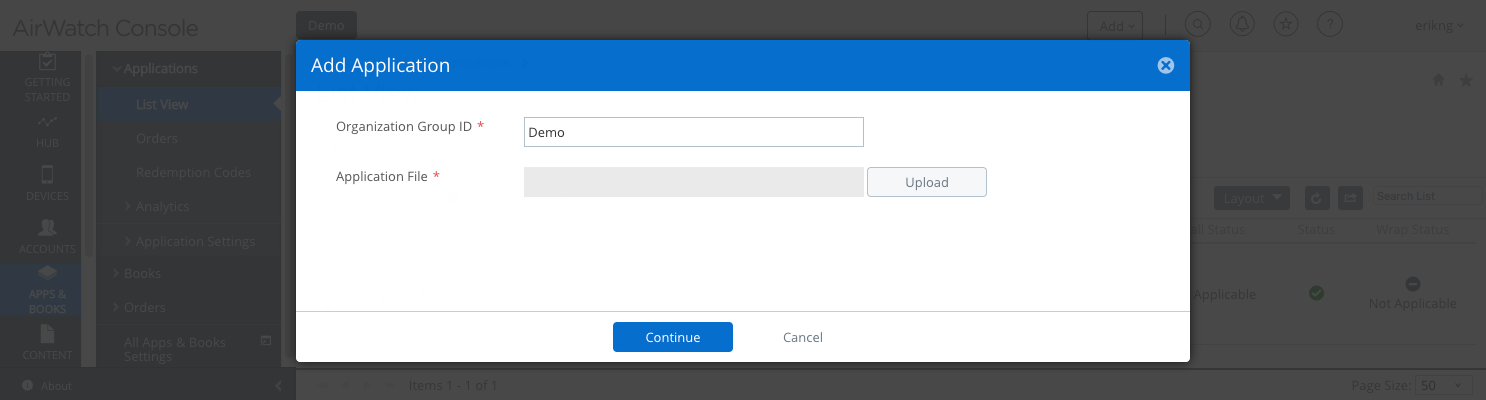 AirWatch Console
Demo
Add
?
erikng
GETTING
STARTED
HUB
DEVICES
ACCOUNTS
APPS &
BOOKS
CONTENT
About
Applications
List View
Orders
Redemption Codes
Analytics
Application Settings
Books
Orders
All Apps & Books
Settings
Add Application
Organization Group ID *
Demo
Application File *
Upload
Continue
Cancel
Layout
Search List
Status
Status
Wrap Status
Applicable
Not Applicable
Items 1 - 1 of 1
Page Size: 50